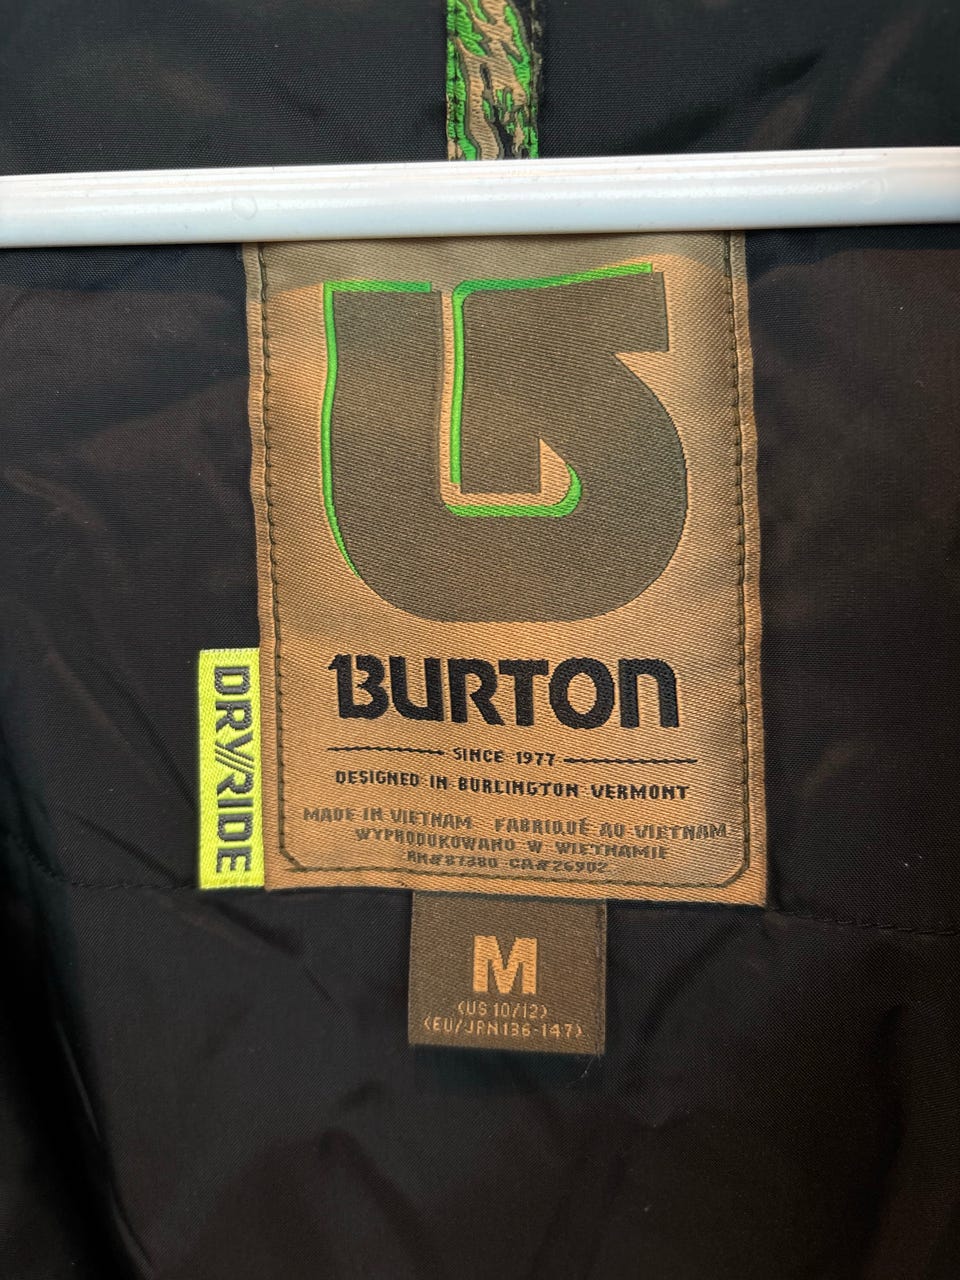 BURTON
SINCE 1977
DESIGNED IN BURLINGTON VERMONT
MADE IN VIETNAM FABRIQUÉ AU VIETNAM
WYPRODUKOWANO W WIETNAMIE
RN#87380 CA#26902
DRY//RIDE
M
(US 10/12)
(EU/JPN 136-147)